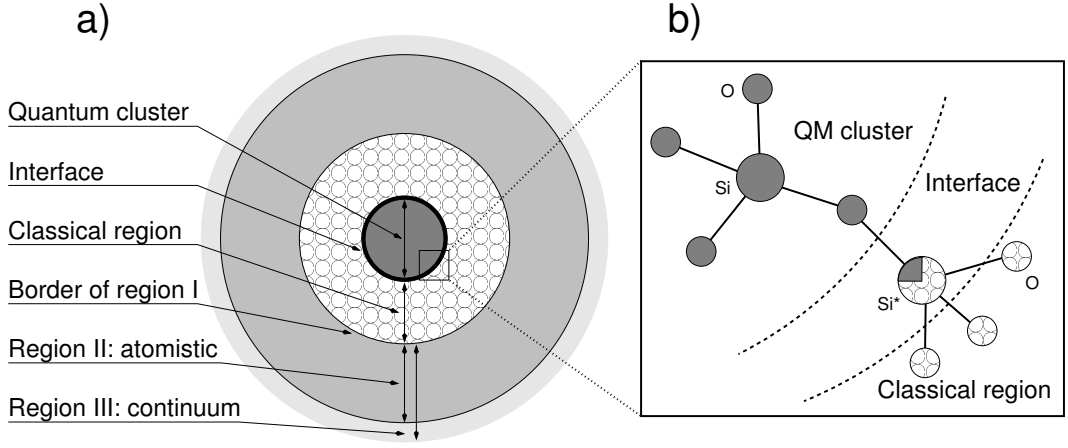 a)
Quantum cluster
Interface
Classical region
Border of region I
Region II: atomistic
Region III: continuum
b)
O
QM cluster
Si
Interface
Si*
O
Classical region